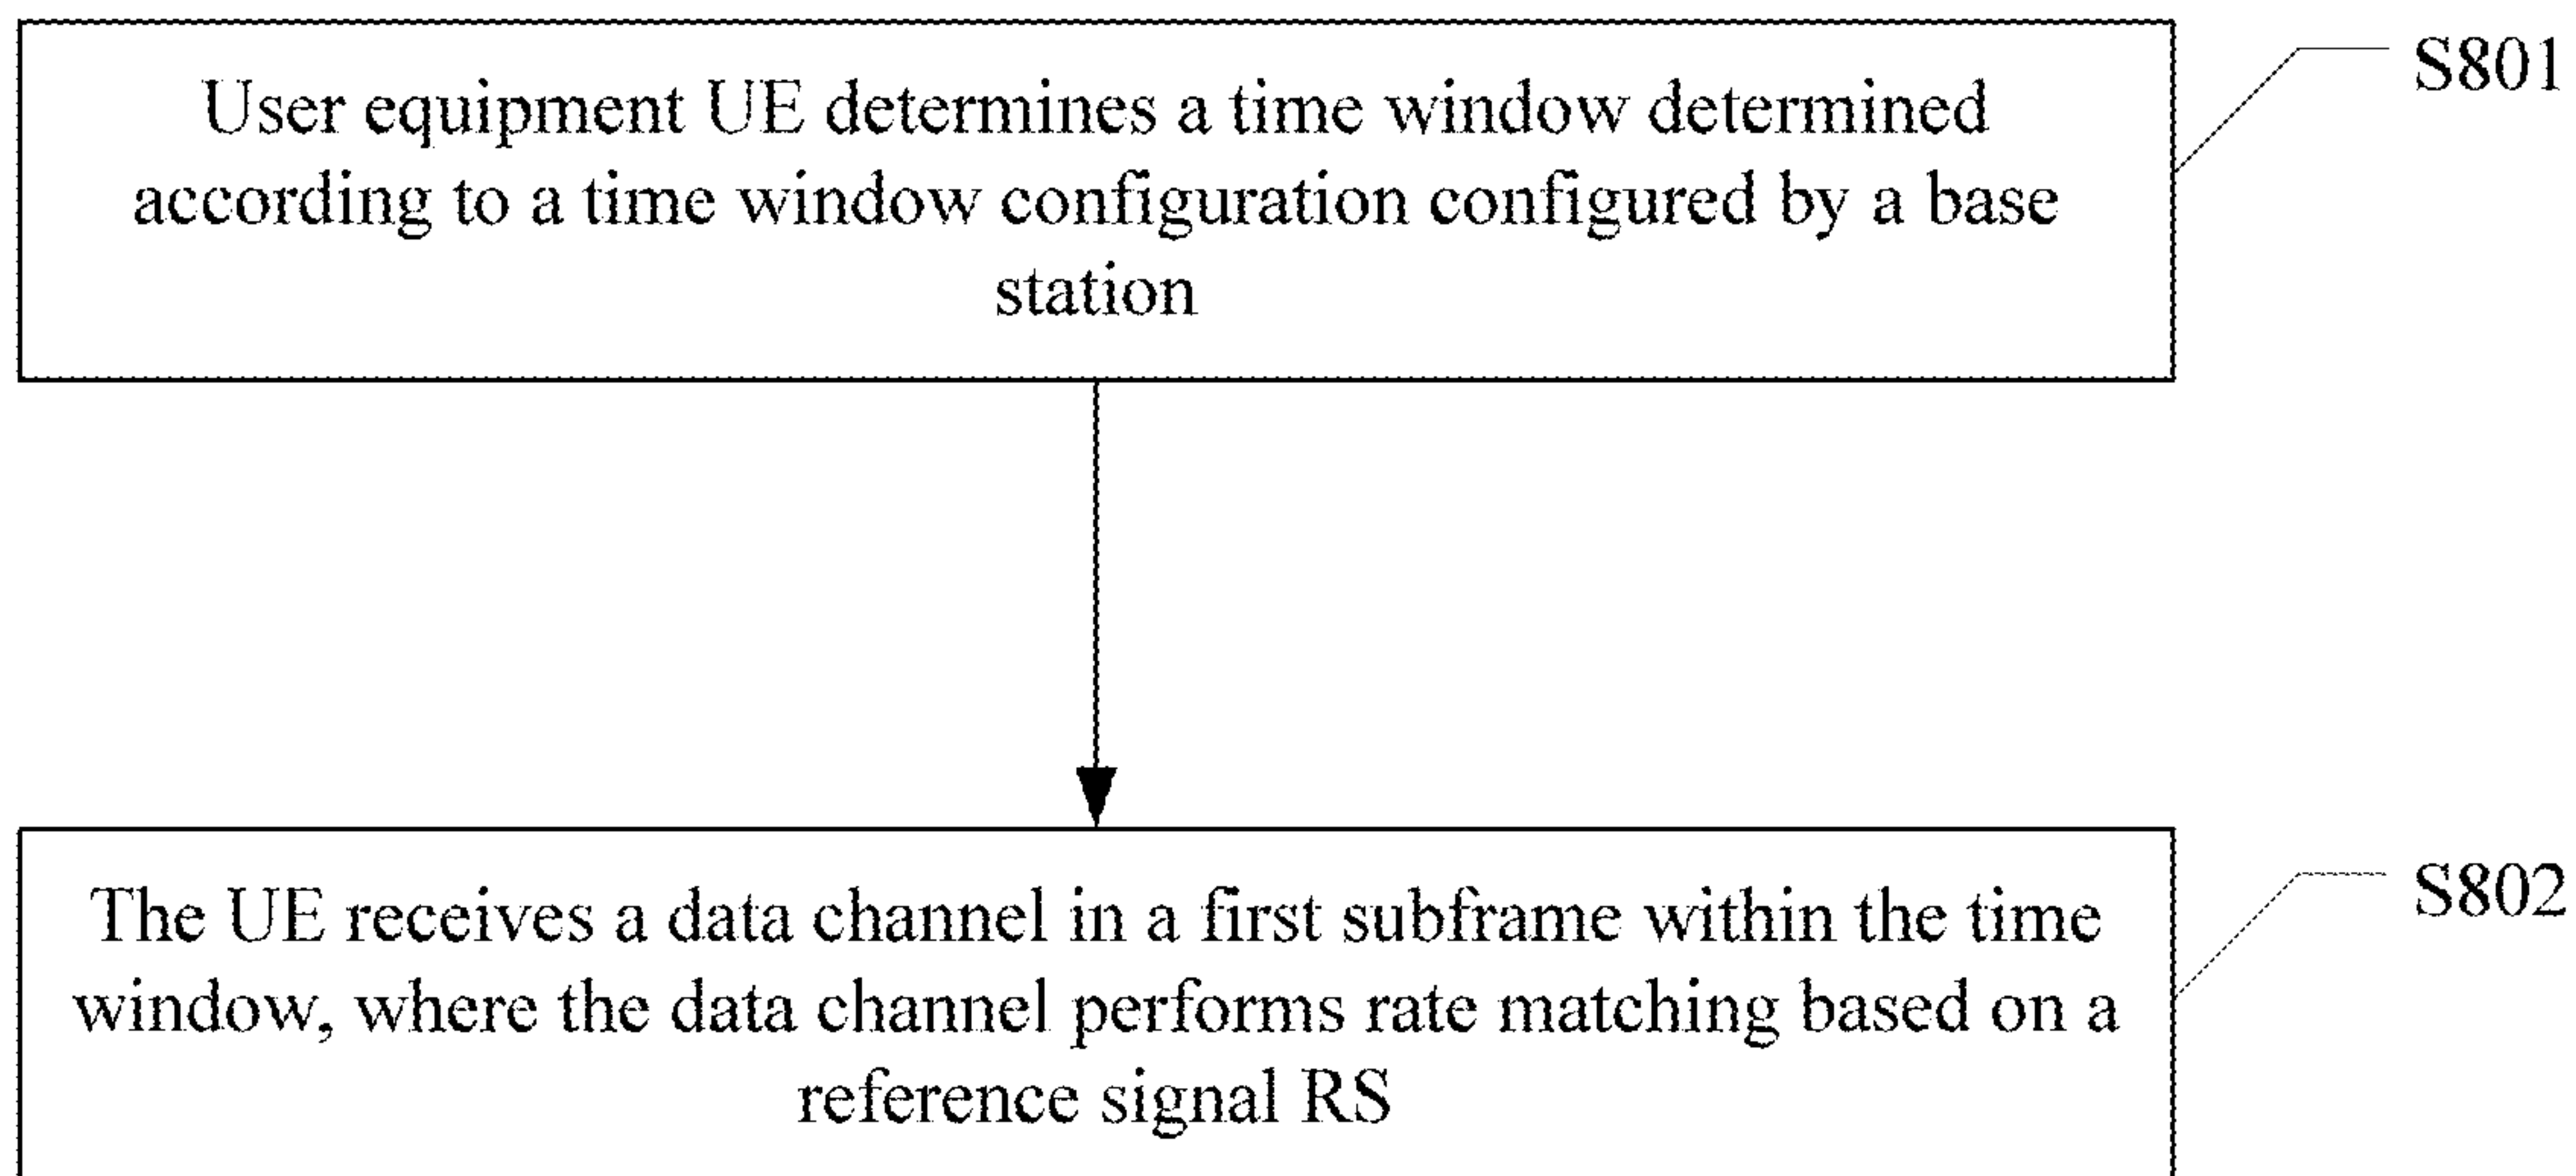 User equipment UE determines a time window determined
according to a time window configuration configured by a base
station
S801
The UE receives a data channel in a first subframe within the time
window, where the data channel performs rate matching based on a
reference signal RS
S802